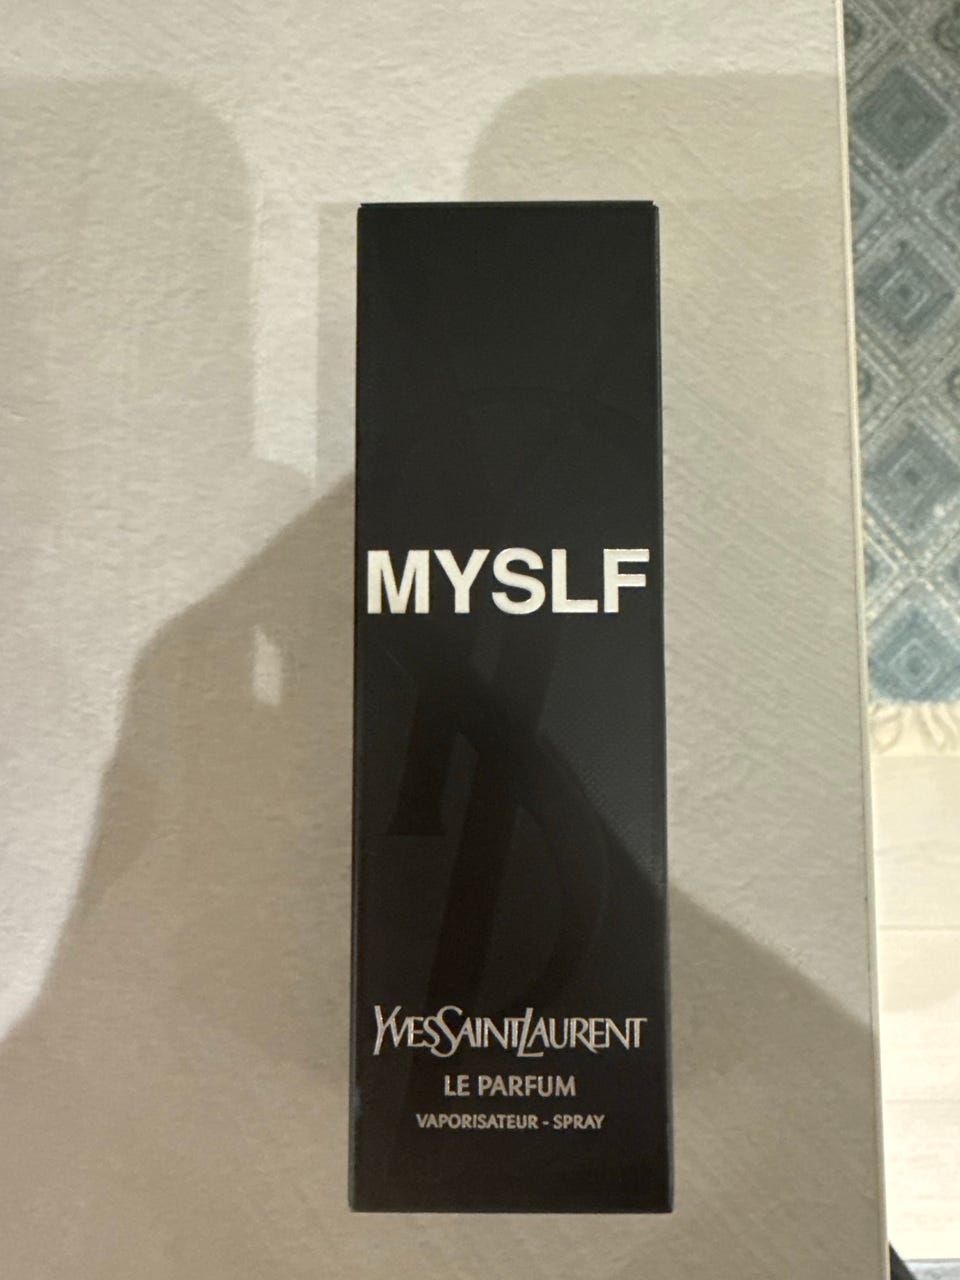 MYSLF
YVESSAINTLAURENT
LE PARFUM
VAPORISATEUR - SPRAY